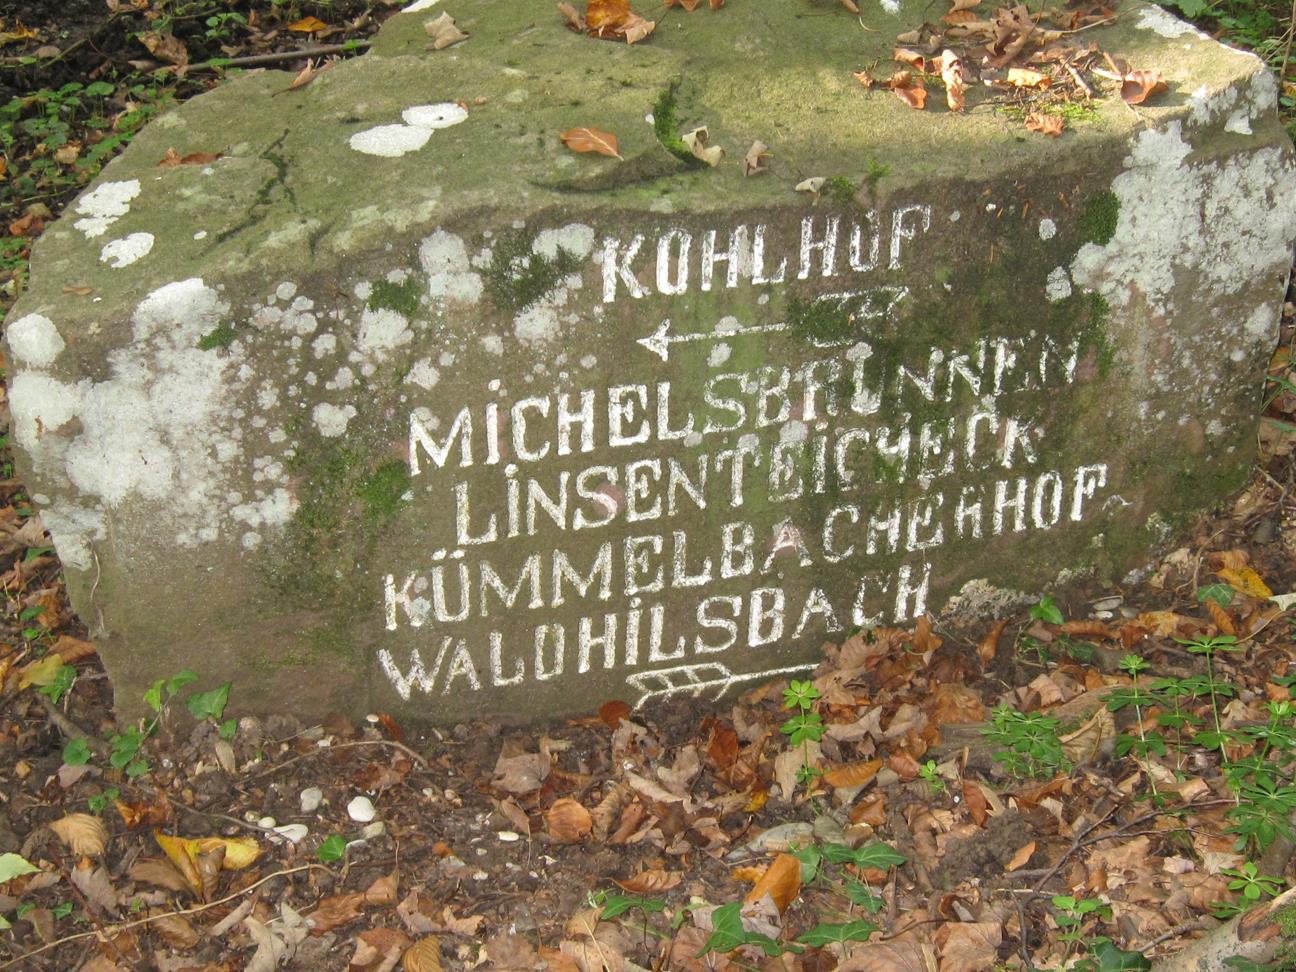 KOHLHOF
MICHELSBRUNNEN
LINSENTEICHECK
KÜMMELBACHERHOF
WALDHILSBACH